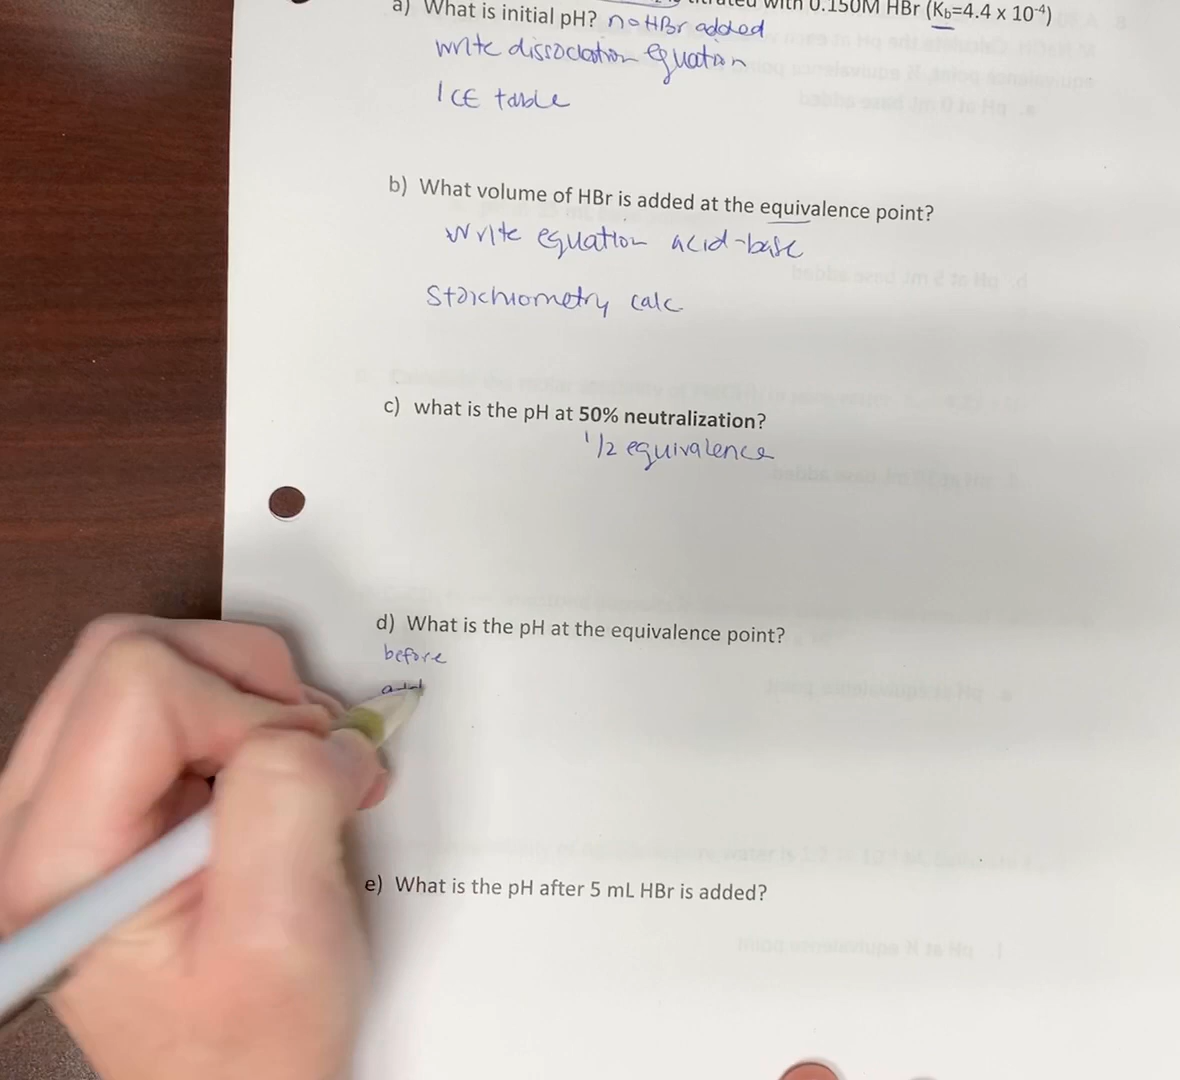 with 0.150M HBr (Kb=4.4 x 10⁻⁴)
a) What is initial pH? no HBr added
write dissociation equation
ICE table
b) What volume of HBr is added at the equivalence point?
write equation acid-base
Stoichiometry calc
c) what is the pH at 50% neutralization?
1/2 equivalence
d) What is the pH at the equivalence point?
before
add
e) What is the pH after 5 mL HBr is added?